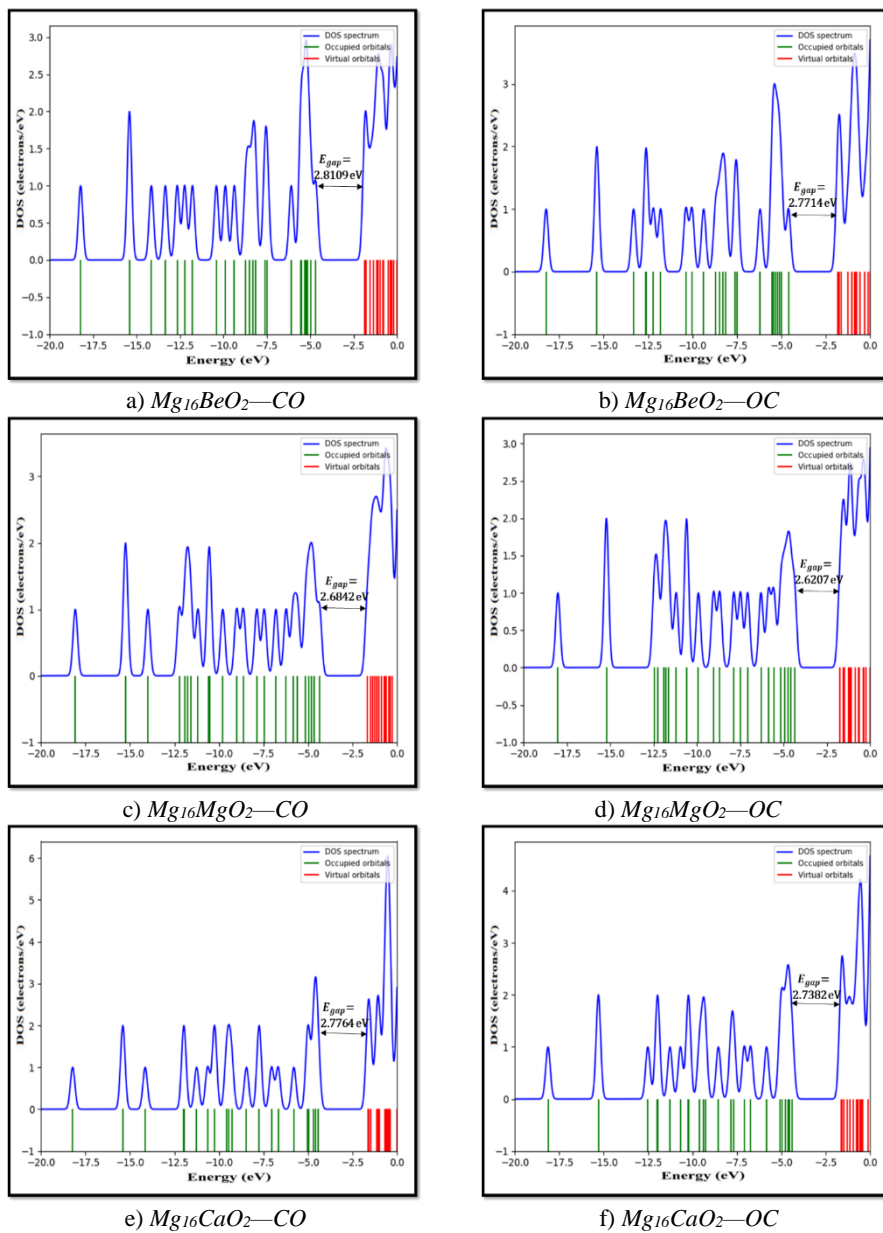 DOS spectrum
Occupied orbitals
Virtual orbitals
DOS (electrons/eV)
3.0
2.5
2.0
1.5
1.0
0.5
0.0
−0.5
−1.0
E_gap=
2.8109 eV
−20.0 −17.5 −15.0 −12.5 −10.0 −7.5 −5.0 −2.5 0.0
Energy (eV)
a) Mg16BeO2—CO
DOS spectrum
Occupied orbitals
Virtual orbitals
DOS (electrons/eV)
3
2
1
0
−1
E_gap=
2.7714 eV
−20.0 −17.5 −15.0 −12.5 −10.0 −7.5 −5.0 −2.5 0.0
Energy (eV)
b) Mg16BeO2—OC
DOS spectrum
Occupied orbitals
Virtual orbitals
DOS (electrons/eV)
3
2
1
0
−1
E_gap=
2.6842 eV
−20.0 −17.5 −15.0 −12.5 −10.0 −7.5 −5.0 −2.5 0.0
Energy (eV)
c) Mg16MgO2—CO
DOS spectrum
Occupied orbitals
Virtual orbitals
DOS (electrons/eV)
3.0
2.5
2.0
1.5
1.0
0.5
0.0
−0.5
−1.0
E_gap=
2.6207 eV
−20.0 −17.5 −15.0 −12.5 −10.0 −7.5 −5.0 −2.5 0.0
Energy (eV)
d) Mg16MgO2—OC
DOS spectrum
Occupied orbitals
Virtual orbitals
DOS (electrons/eV)
6
5
4
3
2
1
0
−1
E_gap=
2.7764 eV
−20.0 −17.5 −15.0 −12.5 −10.0 −7.5 −5.0 −2.5 0.0
Energy (eV)
e) Mg16CaO2—CO
DOS spectrum
Occupied orbitals
Virtual orbitals
DOS (electrons/eV)
4
3
2
1
0
−1
E_gap=
2.7382 eV
−20.0 −17.5 −15.0 −12.5 −10.0 −7.5 −5.0 −2.5 0.0
Energy (eV)
f) Mg16CaO2—OC